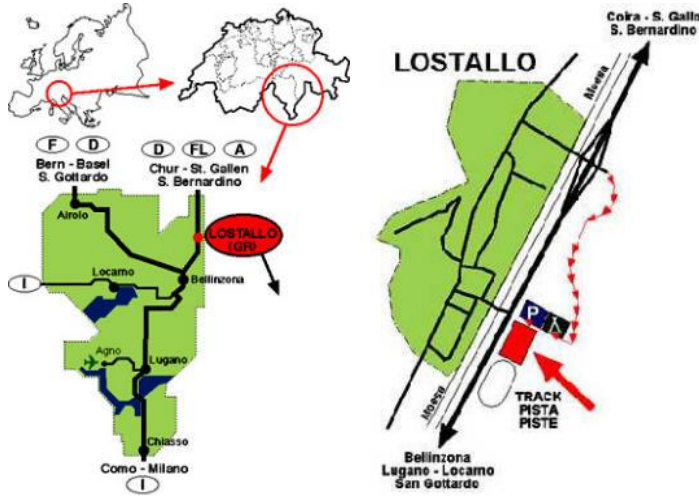 F D
Bern - Basel
S. Gottardo
D FL A
Chur - St. Gallen
S. Bernardino
Airolo
LOSTALLO
(GR)
I
Locarno
Bellinzona
Agno
Lugano
Chiasso
Como - Milano
I
Coira - S. Gallo
S. Bernardino
LOSTALLO
Moesa
P
Moesa
TRACK
PISTA
PISTE
Bellinzona
Lugano - Locarno
San Gottardo